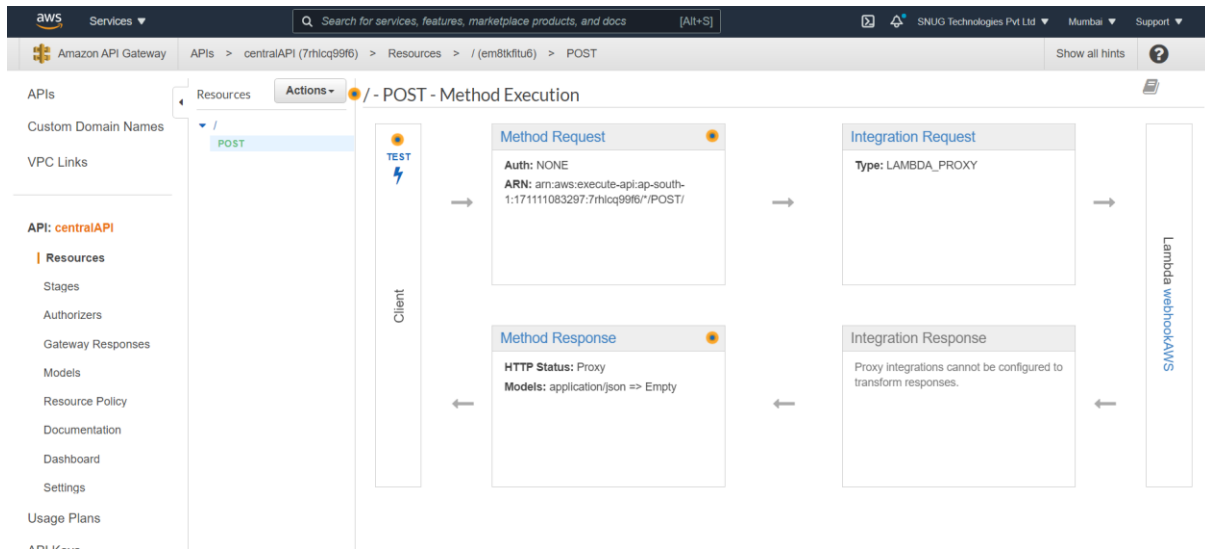 aws Services ▼ Search for services, features, marketplace products, and docs [Alt+S] SNUG Technologies Pvt Ltd ▼ Mumbai ▼ Support ▼
Amazon API Gateway APIs > centralAPI (7rhlcq99f6) > Resources > / (em8tkfitu6) > POST Show all hints ?
APIs
Custom Domain Names
VPC Links
API: centralAPI
Resources
Stages
Authorizers
Gateway Responses
Models
Resource Policy
Documentation
Dashboard
Settings
Usage Plans
API Keys
Resources Actions
/
POST
/ - POST - Method Execution
TEST
Client
Method Request
Auth: NONE
ARN: arn:aws:execute-api:ap-south-
1:171111083297:7rhlcq99f6/*/POST/
Integration Request
Type: LAMBDA_PROXY
Lambda webhookAWS
Method Response
HTTP Status: Proxy
Models: application/json => Empty
Integration Response
Proxy integrations cannot be configured to
transform responses.